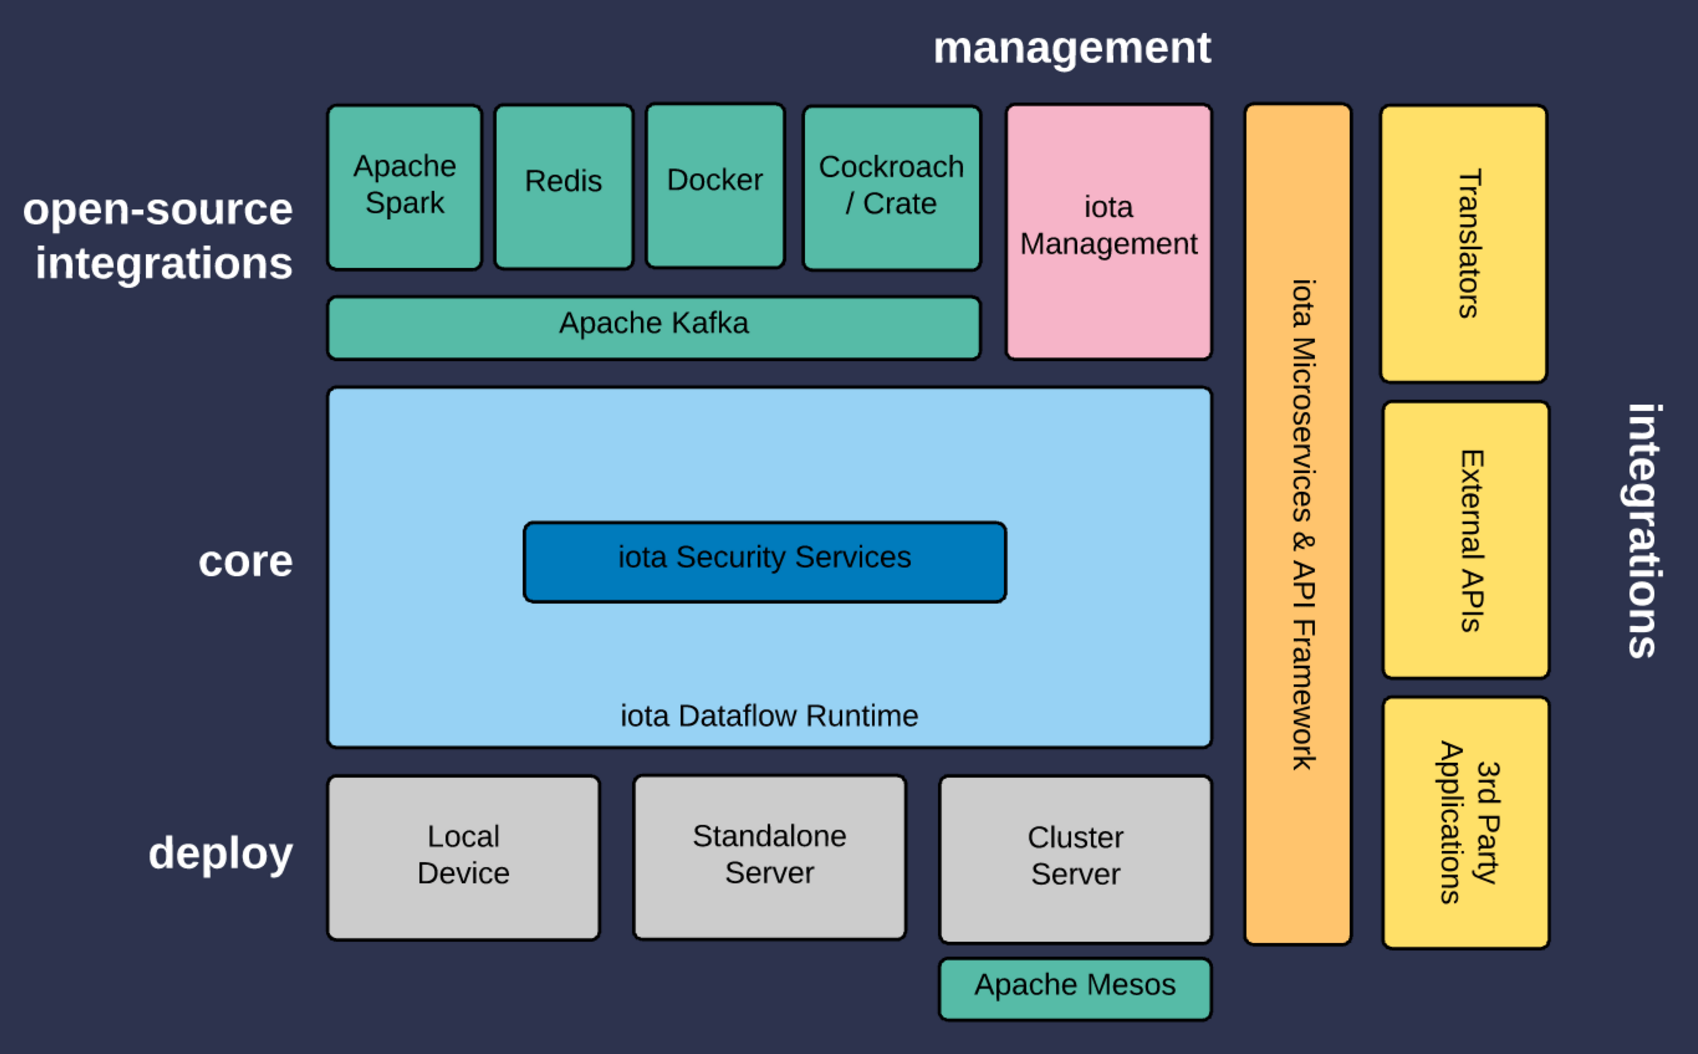 management
open-source
integrations
Apache
Spark
Redis
Docker
Cockroach
/ Crate
iota
Management
Apache Kafka
core
iota Security Services
iota Dataflow Runtime
deploy
Local
Device
Standalone
Server
Cluster
Server
Apache Mesos
iota Microservices & API Framework
Translators
External APIs
3rd Party
Applications
integrations